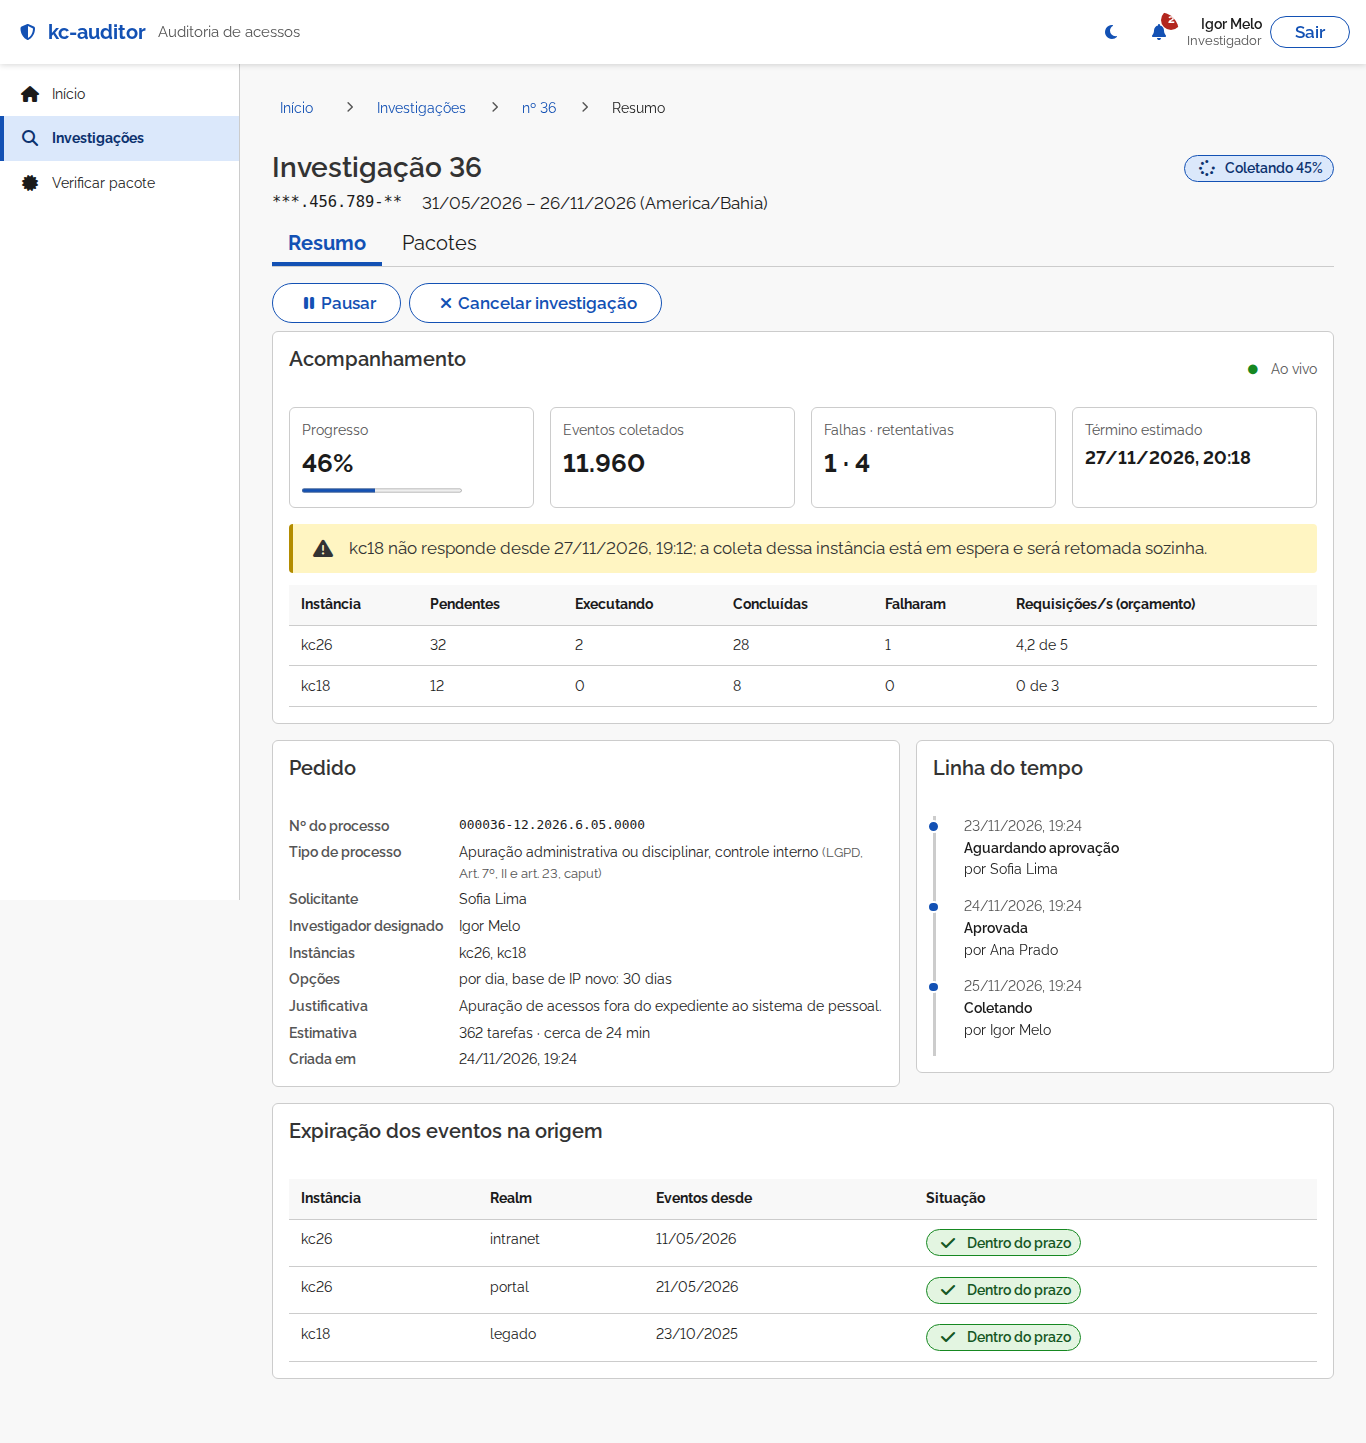 kc-auditor Auditoria de acessos
2
Igor Melo
Investigador
Sair
Início
Investigações
Verificar pacote
Início > Investigações > nº 36 > Resumo
Investigação 36
Coletando 45%
***.456.789-** 31/05/2026 – 26/11/2026 (America/Bahia)
Resumo Pacotes
Pausar Cancelar investigação
Acompanhamento
Ao vivo
Progresso
46%
Eventos coletados
11.960
Falhas · retentativas
1 · 4
Término estimado
27/11/2026, 20:18
kc18 não responde desde 27/11/2026, 19:12; a coleta dessa instância está em espera e será retomada sozinha.
Instância Pendentes Executando Concluídas Falharam Requisições/s (orçamento)
kc26 32 2 28 1 4,2 de 5
kc18 12 0 8 0 0 de 3
Pedido
Nº do processo 000036-12.2026.6.05.0000
Tipo de processo Apuração administrativa ou disciplinar, controle interno (LGPD,
Art. 7º, II e art. 23, caput)
Solicitante Sofia Lima
Investigador designado Igor Melo
Instâncias kc26, kc18
Opções por dia, base de IP novo: 30 dias
Justificativa Apuração de acessos fora do expediente ao sistema de pessoal.
Estimativa 362 tarefas · cerca de 24 min
Criada em 24/11/2026, 19:24
Linha do tempo
23/11/2026, 19:24
Aguardando aprovação
por Sofia Lima
24/11/2026, 19:24
Aprovada
por Ana Prado
25/11/2026, 19:24
Coletando
por Igor Melo
Expiração dos eventos na origem
Instância Realm Eventos desde Situação
kc26 intranet 11/05/2026 Dentro do prazo
kc26 portal 21/05/2026 Dentro do prazo
kc18 legado 23/10/2025 Dentro do prazo